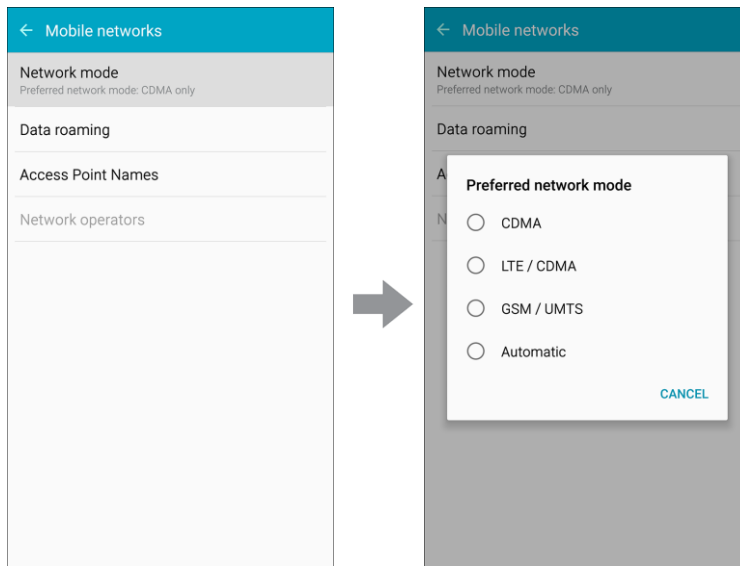 Mobile networks
Network mode
Preferred network mode: CDMA only
Data roaming
Access Point Names
Network operators
Mobile networks
Network mode
Preferred network mode: CDMA only
Data roaming
A
N
Preferred network mode
CDMA
LTE / CDMA
GSM / UMTS
Automatic
CANCEL